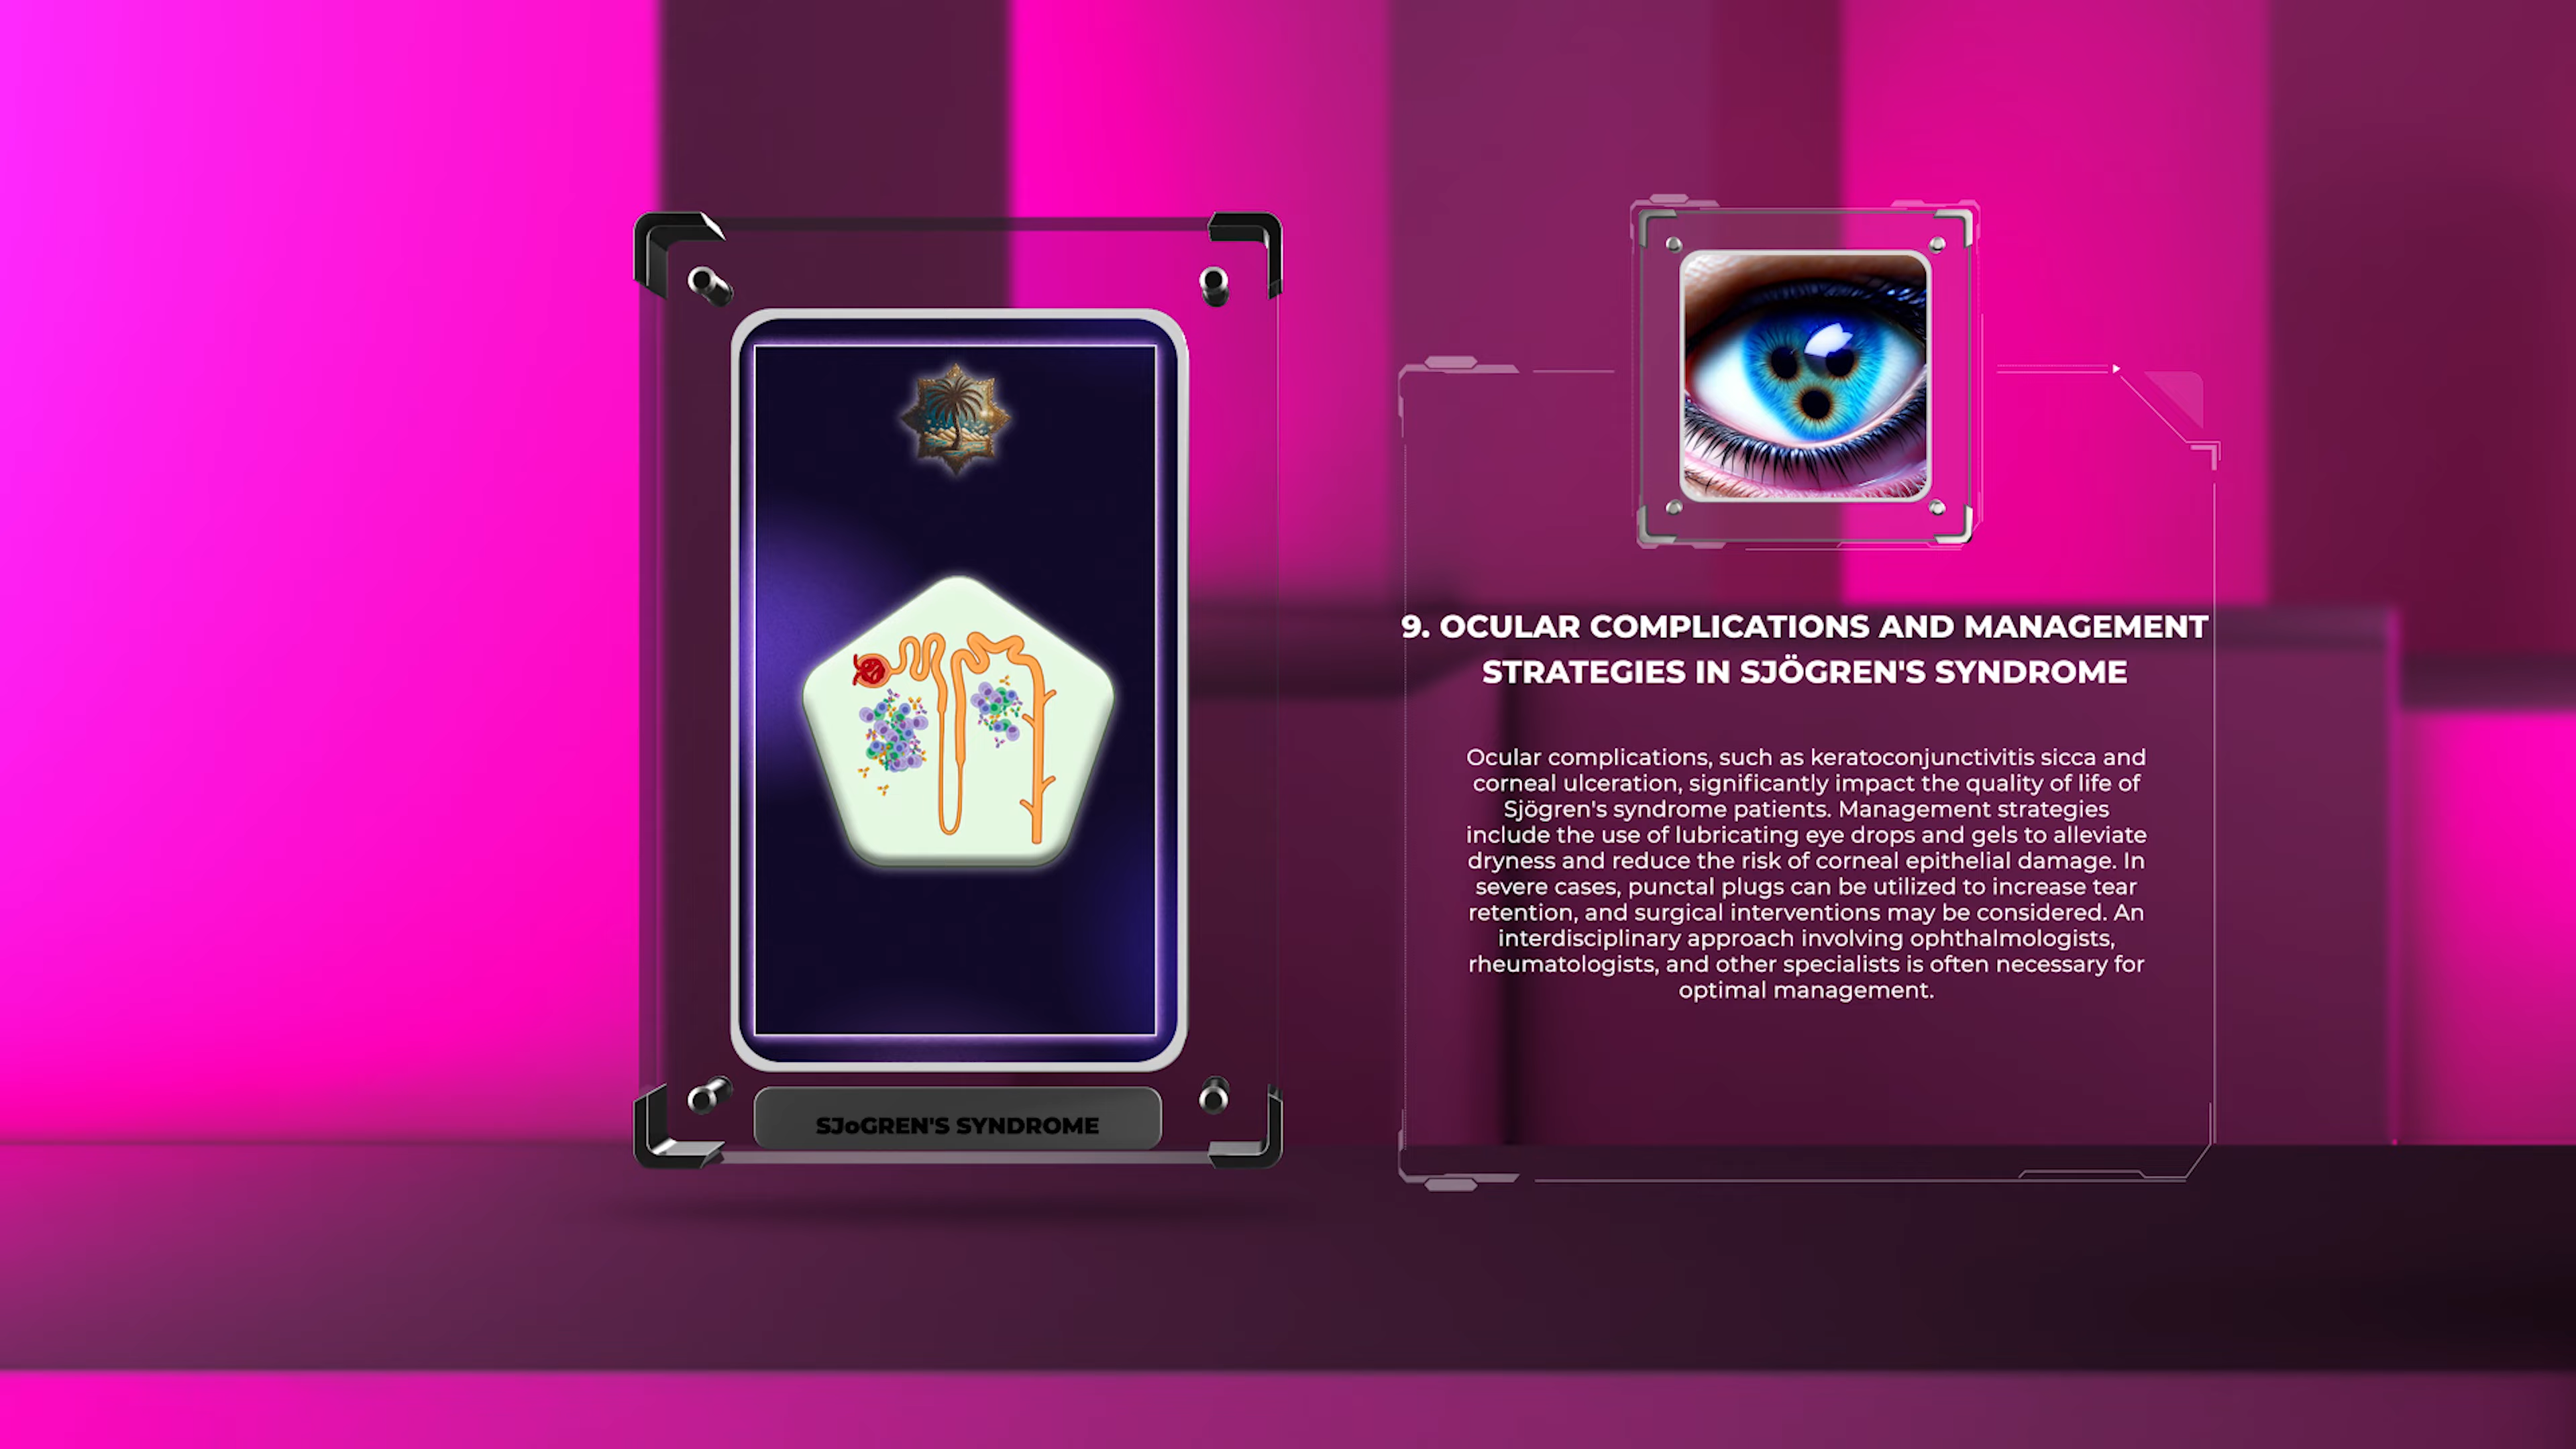 SJoGREN'S SYNDROME
9. OCULAR COMPLICATIONS AND MANAGEMENT
STRATEGIES IN SJÖGREN'S SYNDROME
Ocular complications, such as keratoconjunctivitis sicca and
corneal ulceration, significantly impact the quality of life of
Sjögren's syndrome patients. Management strategies
include the use of lubricating eye drops and gels to alleviate
dryness and reduce the risk of corneal epithelial damage. In
severe cases, punctal plugs can be utilized to increase tear
retention, and surgical interventions may be considered. An
interdisciplinary approach involving ophthalmologists,
rheumatologists, and other specialists is often necessary for
optimal management.